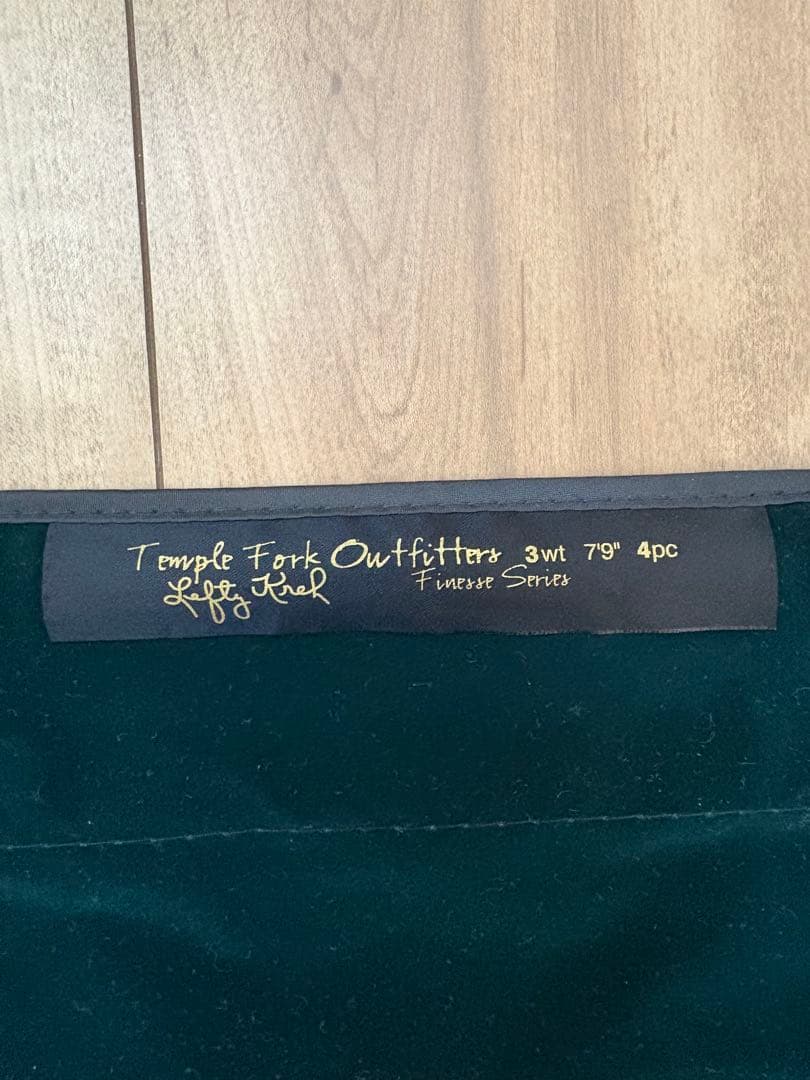 Temple Fork Outfitters 3wt 7'9" 4pc
Lefty Kreh Finesse Series